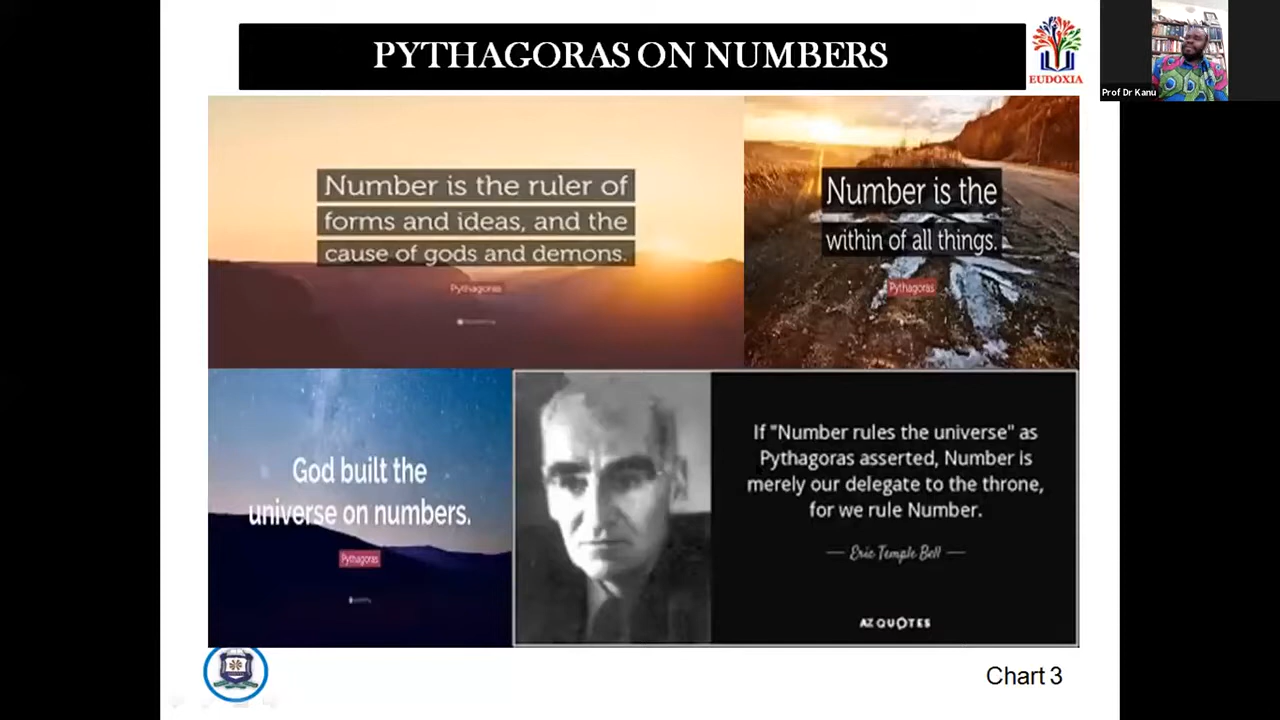 PYTHAGORAS ON NUMBERS
EUDOXIA
Prof Dr Kanu
Number is the ruler of
forms and ideas, and the
cause of gods and demons.
Pythagoras
Number is the
within of all things.
Pythagoras
God built the
universe on numbers.
Pythagoras
If "Number rules the universe" as
Pythagoras asserted, Number is
merely our delegate to the throne,
for we rule Number.
— Eric Temple Bell —
AZ QUOTES
Chart 3